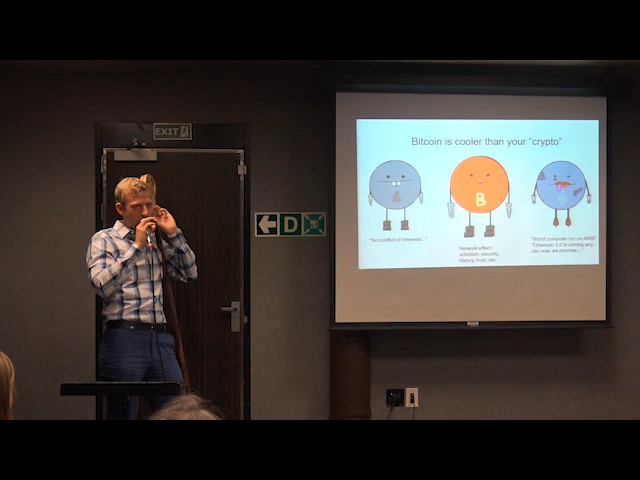 EXIT
D
Bitcoin is cooler than your "crypto"
B
"No conflict of interests..."
Network effect,
adoption, security,
history, trust, etc.
"World computer run on AWS"
"Ethereum 2.0 is coming any-
day now, we promise..."